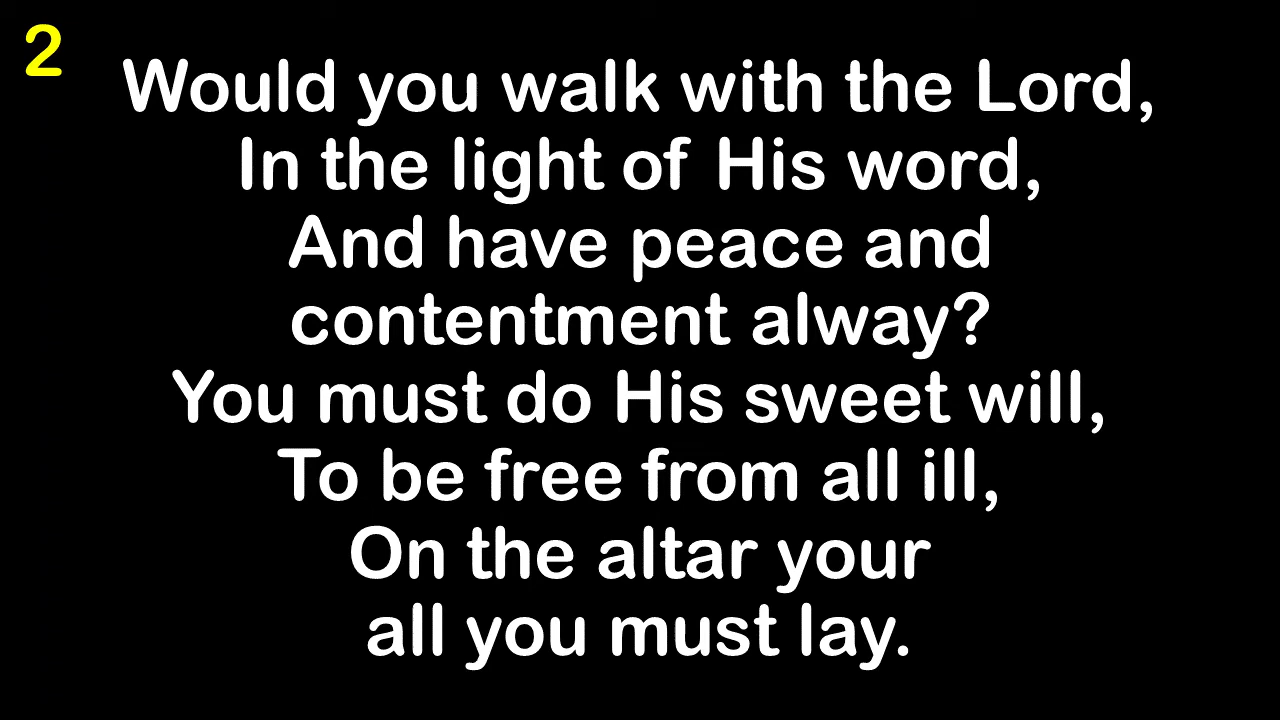 2
Would you walk with the Lord,
In the light of His word,
And have peace and
contentment alway?
You must do His sweet will,
To be free from all ill,
On the altar your
all you must lay.